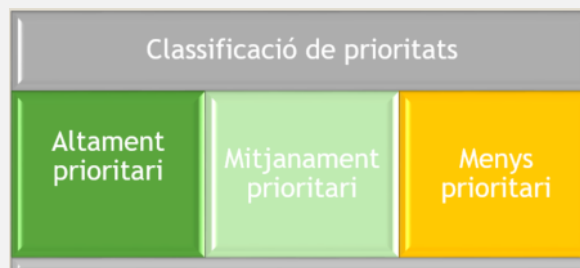 Classificació de prioritats
Altament
prioritari
Mitjanament
prioritari
Menys
prioritari